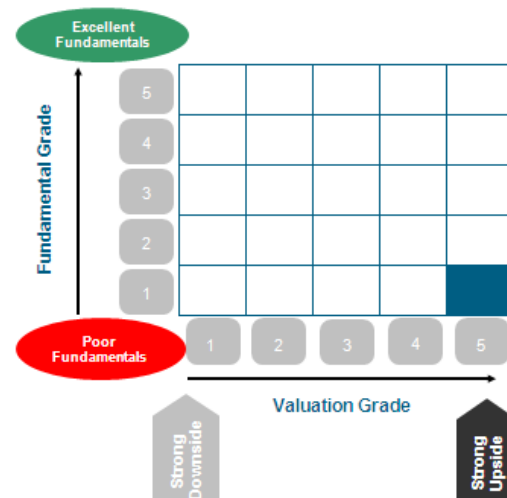 Excellent
Fundamentals
Fundamental Grade
5
4
3
2
1
Poor
Fundamentals
1
2
3
4
5
Valuation Grade
Strong
Downside
Strong
Upside